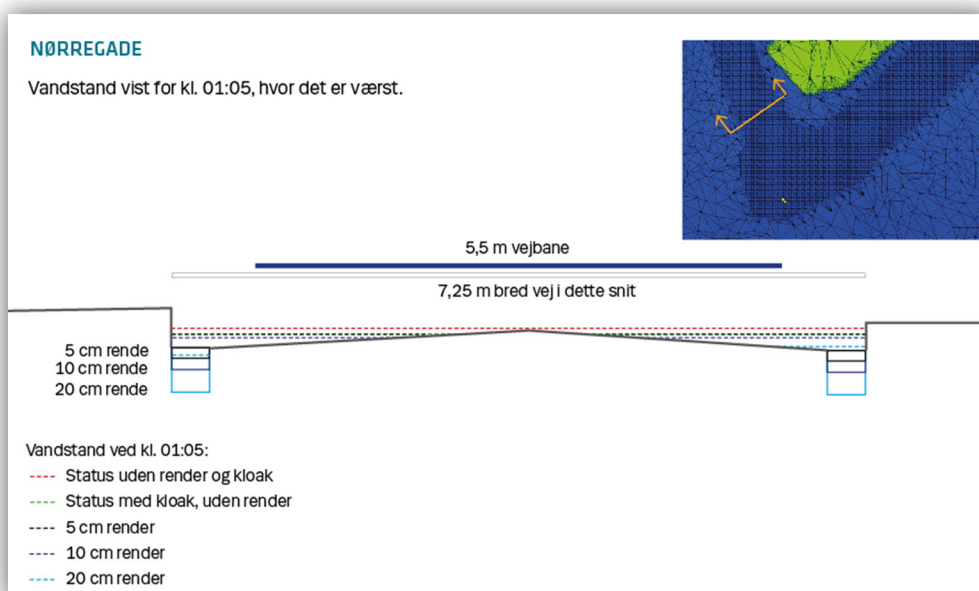 NØRREGADE
Vandstand vist for kl. 01:05, hvor det er værst.
5,5 m vejbane
7,25 m bred vej i dette snit
5 cm rende
10 cm rende
20 cm rende
Vandstand ved kl. 01:05:
Status uden render og kloak
Status med kloak, uden render
5 cm render
10 cm render
20 cm render